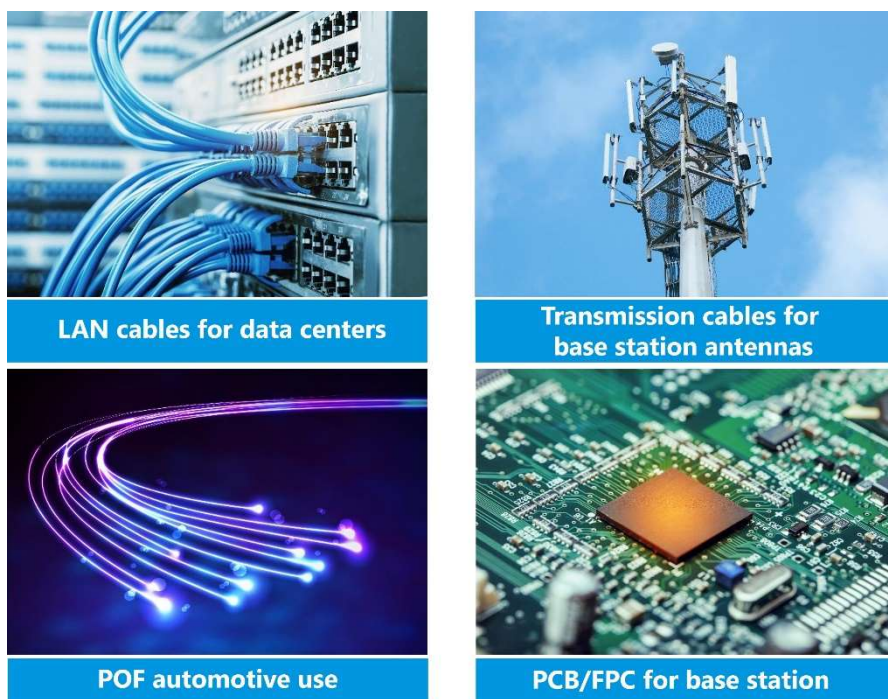 LAN cables for data centers
Transmission cables for
base station antennas
POF automotive use
PCB/FPC for base station